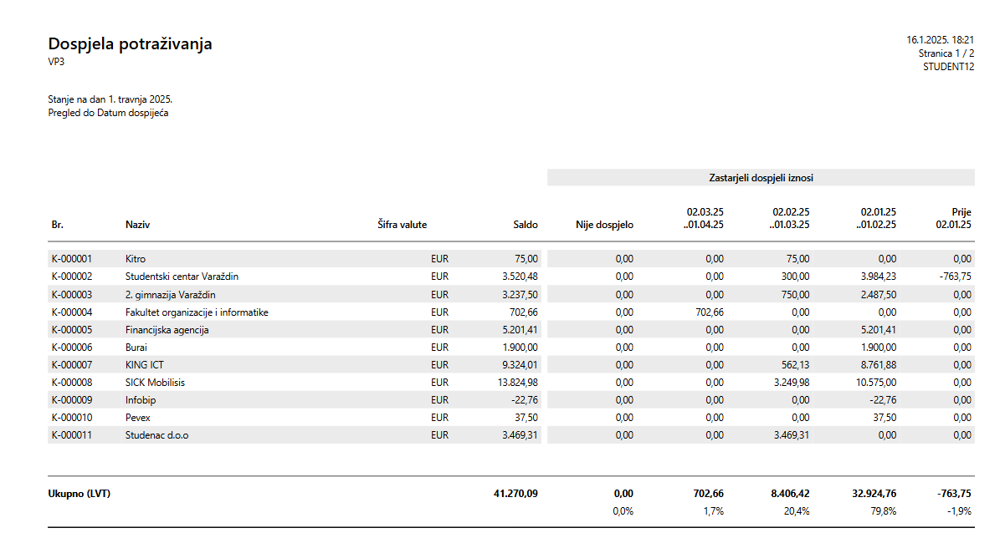 Dospjela potraživanja
VP3
16.1.2025. 18:21
Stranica 1 / 2
STUDENT12
Stanje na dan 1. travnja 2025.
Pregled do Datum dospijeća
Zastarjeli dospjeli iznosi
02.03.25 02.02.25 02.01.25 Prije
Br. Naziv Šifra valute Saldo Nije dospjelo ..01.04.25 ..01.03.25 ..01.02.25 02.01.25
K-000001 Kitro EUR 75,00 0,00 0,00 75,00 0,00 0,00
K-000002 Studentski centar Varaždin EUR 3.520,48 0,00 0,00 300,00 3.984,23 -763,75
K-000003 2. gimnazija Varaždin EUR 3.237,50 0,00 0,00 750,00 2.487,50 0,00
K-000004 Fakultet organizacije i informatike EUR 702,66 0,00 702,66 0,00 0,00 0,00
K-000005 Financijska agencija EUR 5.201,41 0,00 0,00 0,00 5.201,41 0,00
K-000006 Burai EUR 1.900,00 0,00 0,00 0,00 1.900,00 0,00
K-000007 KING ICT EUR 9.324,01 0,00 0,00 562,13 8.761,88 0,00
K-000008 SICK Mobilisis EUR 13.824,98 0,00 0,00 3.249,98 10.575,00 0,00
K-000009 Infobip EUR -22,76 0,00 0,00 0,00 -22,76 0,00
K-000010 Pevex EUR 37,50 0,00 0,00 0,00 37,50 0,00
K-000011 Studenac d.o.o EUR 3.469,31 0,00 0,00 3.469,31 0,00 0,00
Ukupno (LVT) 41.270,09 0,00 702,66 8.406,42 32.924,76 -763,75
0,0% 1,7% 20,4% 79,8% -1,9%